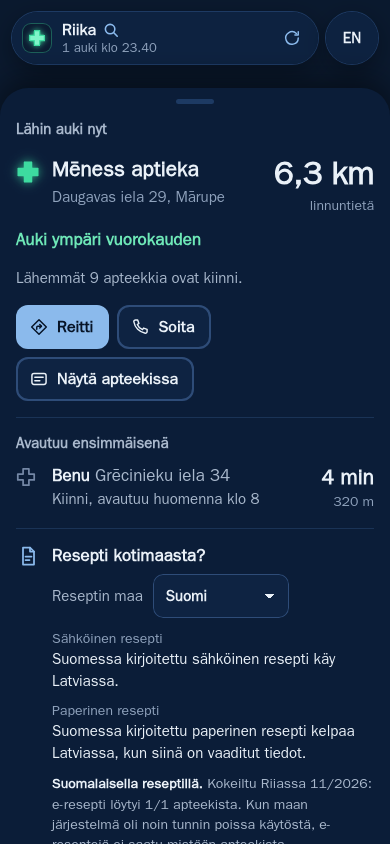 Riika
1 auki klo 23.40
EN
Lähin auki nyt
Mēness aptieka
6,3 km
Daugavas iela 29, Mārupe
linnuntietä
Auki ympäri vuorokauden
Lähemmät 9 apteekkia ovat kiinni.
Reitti
Soita
Näytä apteekissa
Avautuu ensimmäisenä
Benu Grēcinieku iela 34
4 min
Kiinni, avautuu huomenna klo 8
320 m
Resepti kotimaasta?
Reseptin maa
Suomi
Sähköinen resepti
Suomessa kirjoitettu sähköinen resepti käy
Latviassa.
Paperinen resepti
Suomessa kirjoitettu paperinen resepti kelpaa
Latviassa, kun siinä on vaaditut tiedot.
Suomalaisella reseptillä. Kokeiltu Riiassa 11/2026:
e-resepti löytyi 1/1 apteekista. Kun maan
järjestelmä oli noin tunnin poissa käytöstä, e-